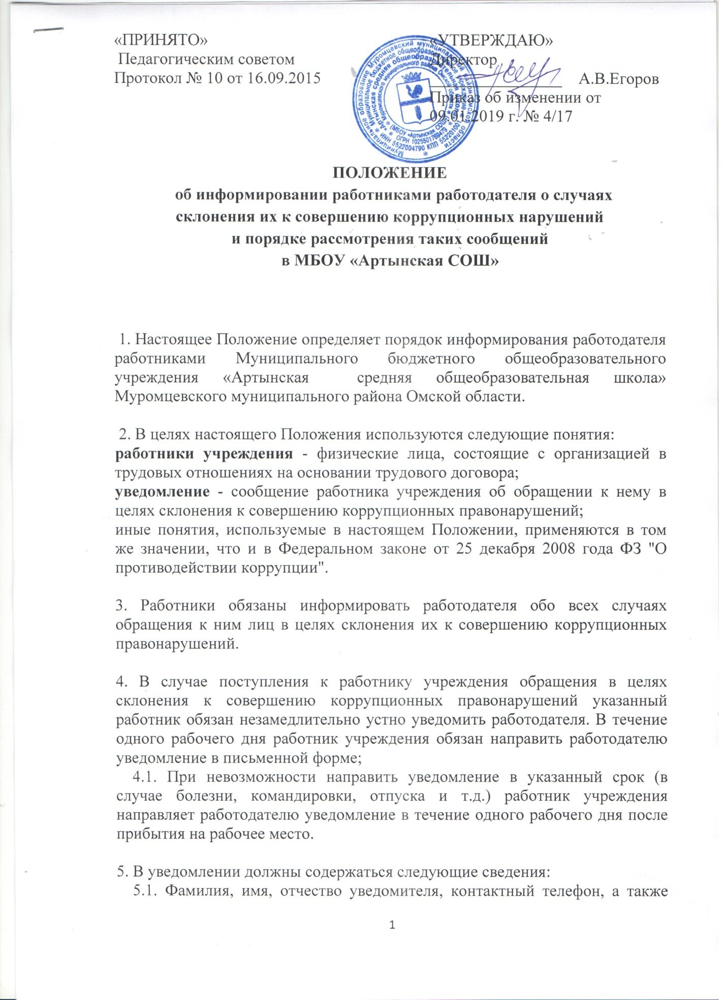 «ПРИНЯТО»
Педагогическим советом
Протокол № 10 от 16.09.2015
«УТВЕРЖДАЮ»
Директор
А.В.Егоров
Приказ об изменении от
09.01.2019 г. № 4/17
Муниципальное образование Муромцевский муниципальный район Омской области
Муниципальное бюджетное общеобразовательное учреждение
«Артынская средняя общеобразовательная школа»
Муромцевского муниципального района Омской области
(МБОУ «Артынская СОШ»)
ОГРН 1025501769479
ИНН 5522004790 КПП 552201001
ПОЛОЖЕНИЕ
об информировании работниками работодателя о случаях
склонения их к совершению коррупционных нарушений
и порядке рассмотрения таких сообщений
в МБОУ «Артынская СОШ»
1. Настоящее Положение определяет порядок информирования работодателя
работниками Муниципального бюджетного общеобразовательного
учреждения «Артынская средняя общеобразовательная школа»
Муромцевского муниципального района Омской области.
2. В целях настоящего Положения используются следующие понятия:
работники учреждения - физические лица, состоящие с организацией в
трудовых отношениях на основании трудового договора;
уведомление - сообщение работника учреждения об обращении к нему в
целях склонения к совершению коррупционных правонарушений;
иные понятия, используемые в настоящем Положении, применяются в том
же значении, что и в Федеральном законе от 25 декабря 2008 года ФЗ "О
противодействии коррупции".
3. Работники обязаны информировать работодателя обо всех случаях
обращения к ним лиц в целях склонения их к совершению коррупционных
правонарушений.
4. В случае поступления к работнику учреждения обращения в целях
склонения к совершению коррупционных правонарушений указанный
работник обязан незамедлительно устно уведомить работодателя. В течение
одного рабочего дня работник учреждения обязан направить работодателю
уведомление в письменной форме;
4.1. При невозможности направить уведомление в указанный срок (в
случае болезни, командировки, отпуска и т.д.) работник учреждения
направляет работодателю уведомление в течение одного рабочего дня после
прибытия на рабочее место.
5. В уведомлении должны содержаться следующие сведения:
5.1. Фамилия, имя, отчество уведомителя, контактный телефон, а также
1